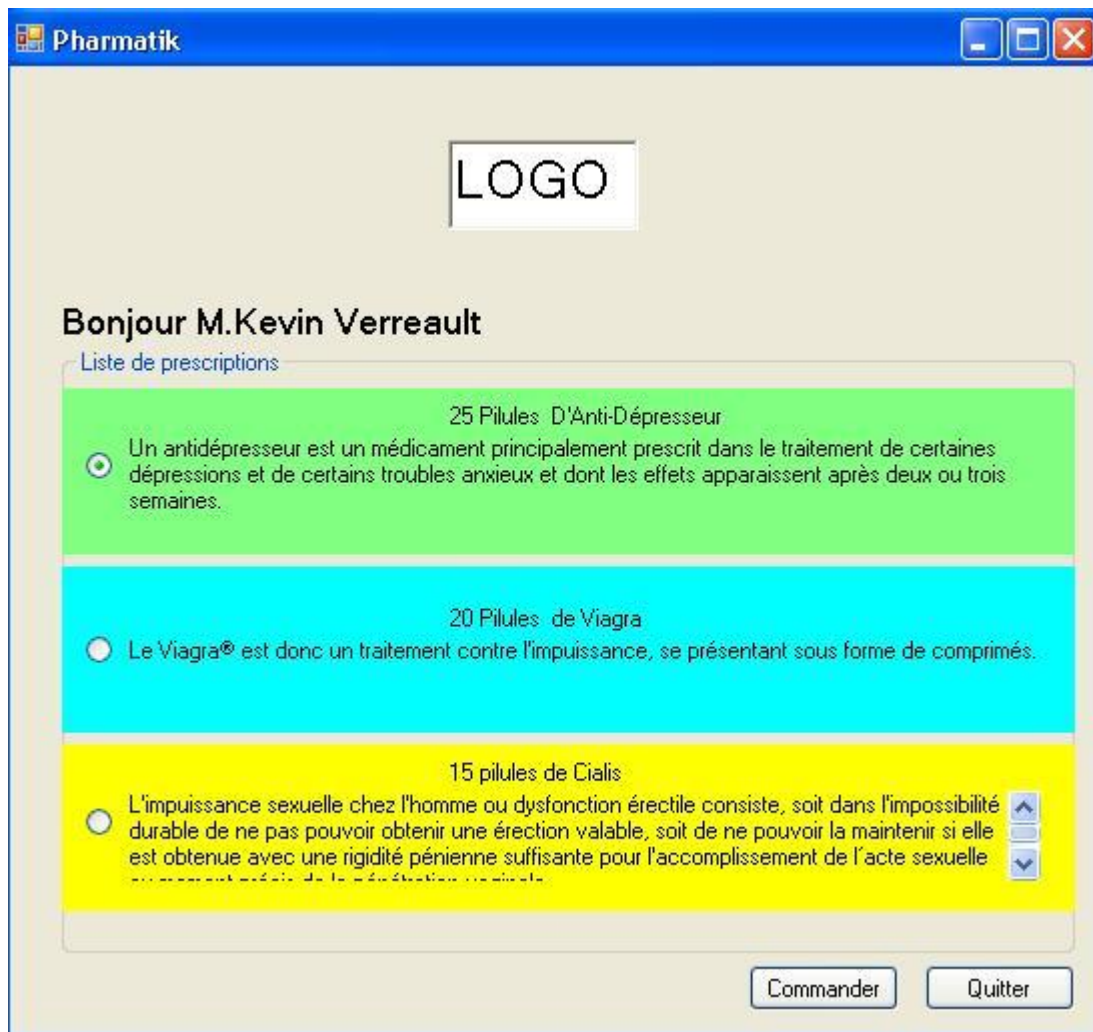 Pharmatik
LOGO
Bonjour M.Kevin Verreault
Liste de prescriptions
25 Pilules D'Anti-Dépresseur
Un antidépresseur est un médicament principalement prescrit dans le traitement de certaines
dépressions et de certains troubles anxieux et dont les effets apparaissent après deux ou trois
semaines.
20 Pilules de Viagra
Le Viagra® est donc un traitement contre l'impuissance, se présentant sous forme de comprimés.
15 pilules de Cialis
L'impuissance sexuelle chez l'homme ou dysfonction érectile consiste, soit dans l'impossibilité
durable de ne pas pouvoir obtenir une érection valable, soit de ne pouvoir la maintenir si elle
est obtenue avec une rigidité pénienne suffisante pour l'accomplissement de l´acte sexuelle
Commander
Quitter